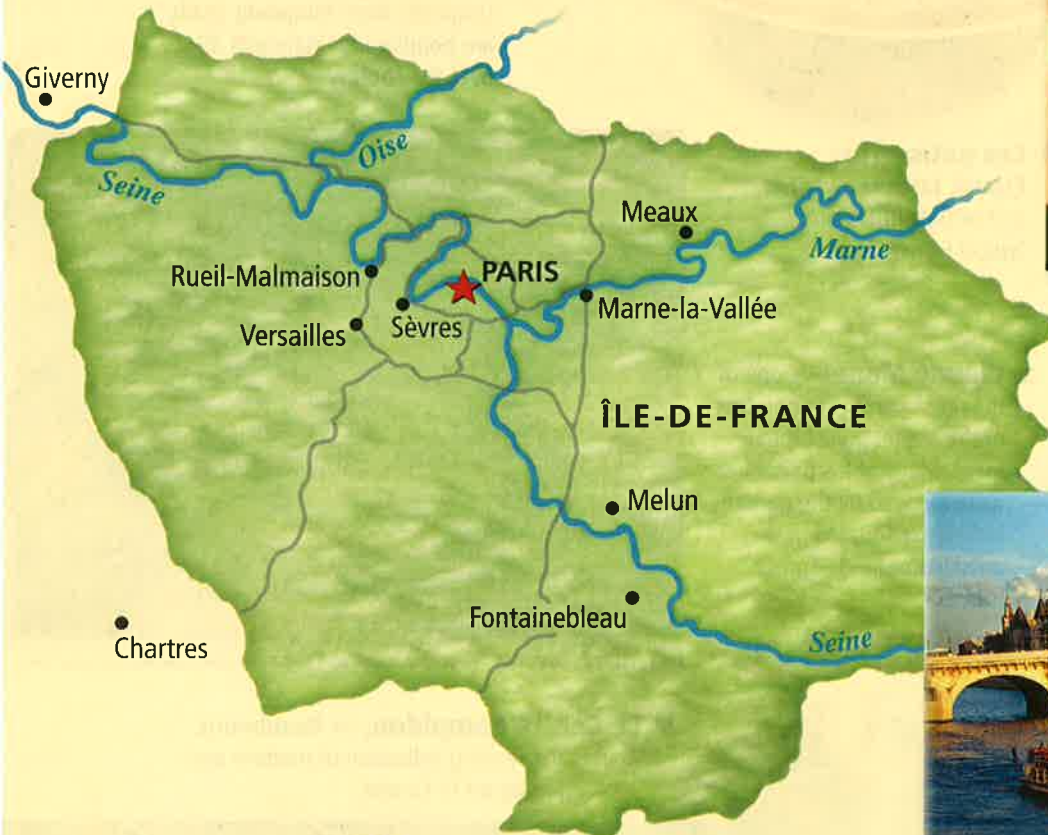 Giverny
Oise
Seine
Meaux
Marne
Rueil-Malmaison
PARIS
Marne-la-Vallée
Versailles
Sèvres
ÎLE-DE-FRANCE
Melun
Fontainebleau
Chartres
Seine